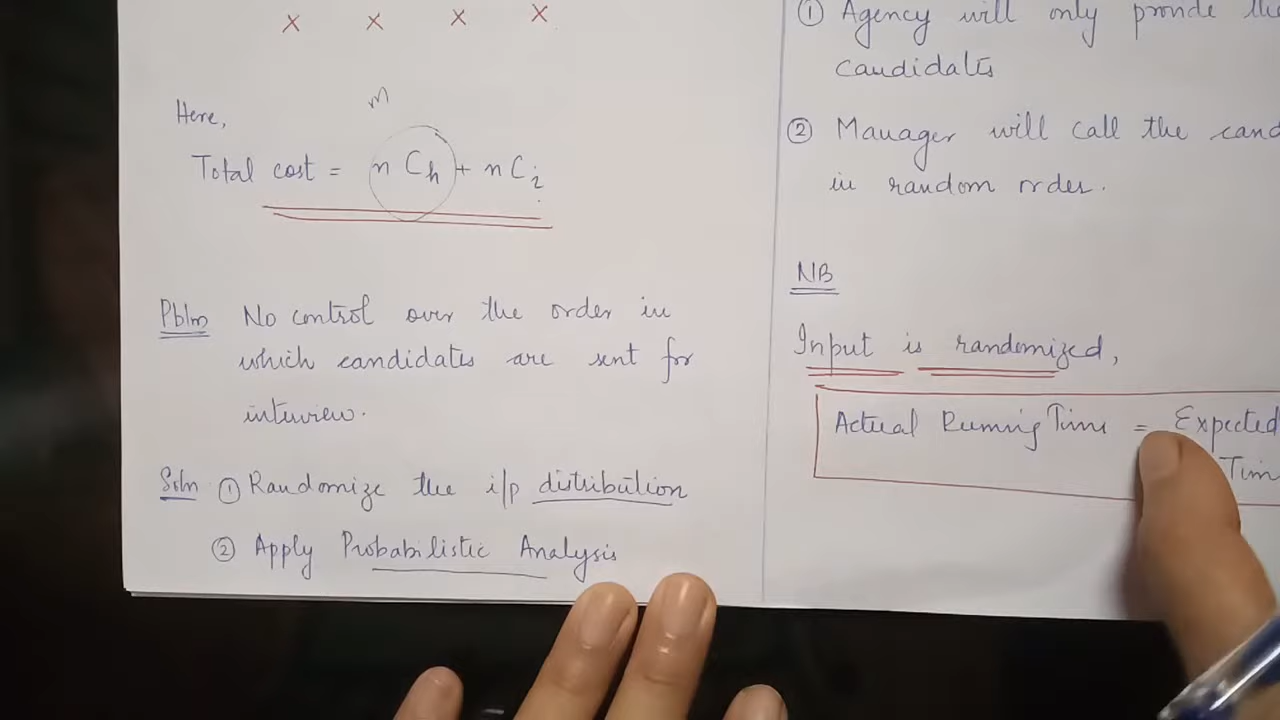 x x x x
Here,
m
Total cost = n Ch + n Ci
Pblm No control over the order in
which candidates are sent for
interview.
Soln ① Randomize the i/p distribution
② Apply Probabilistic Analysis
① Agency will only provide the
candidates
② Manager will call the cand
in random order.
NB
Input is randomized,
Actual Running Time = Expected
Tim